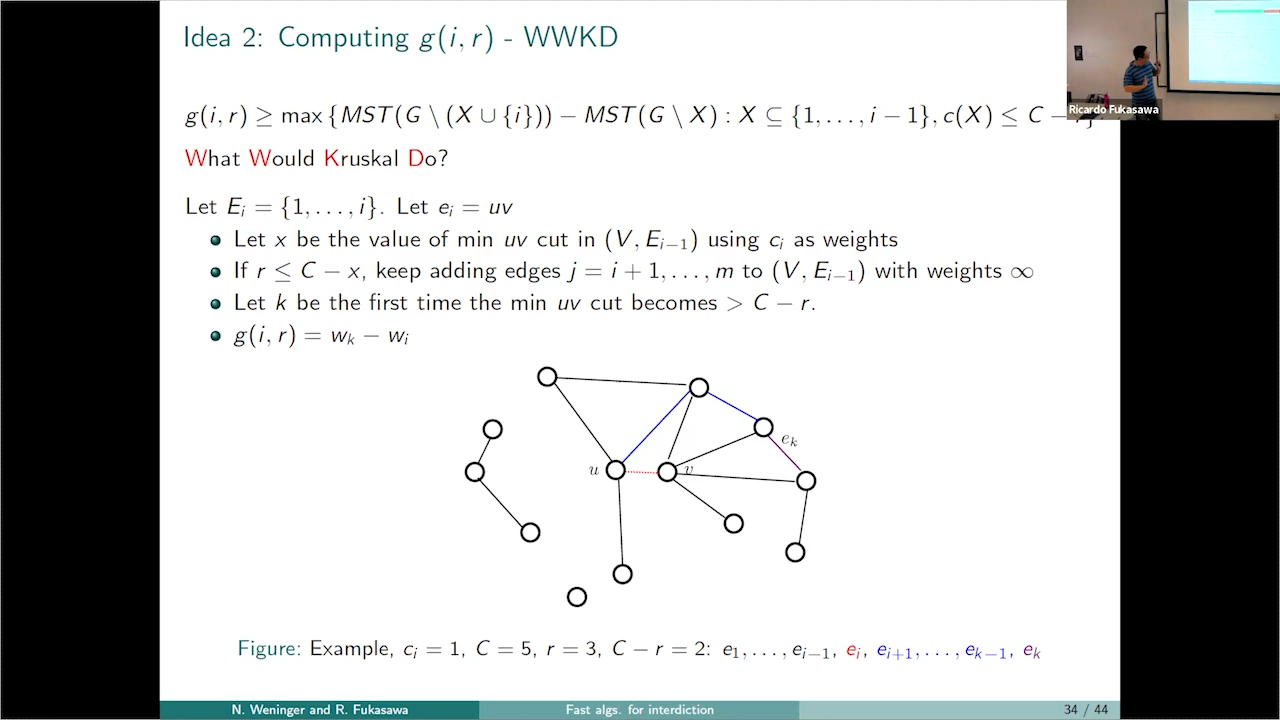 Idea 2: Computing g(i, r) - WWKD
g(i, r) ≥ max {MST(G \ (X ∪ {i})) − MST(G \ X) : X ⊆ {1, . . . , i − 1}, c(X) ≤ C − r}
Ricardo Fukasawa
What Would Kruskal Do?
Let E_i = {1, . . . , i}. Let e_i = uv
Let x be the value of min uv cut in (V, E_{i−1}) using c_i as weights
If r ≤ C − x, keep adding edges j = i + 1, . . . , m to (V, E_{i−1}) with weights ∞
Let k be the first time the min uv cut becomes > C − r.
g(i, r) = w_k − w_i
e_k
u
v
Figure: Example, c_i = 1, C = 5, r = 3, C − r = 2: e_1, . . . , e_{i−1}, e_i, e_{i+1}, . . . , e_{k−1}, e_k
N. Weninger and R. Fukasawa
Fast algs. for interdiction
34 / 44